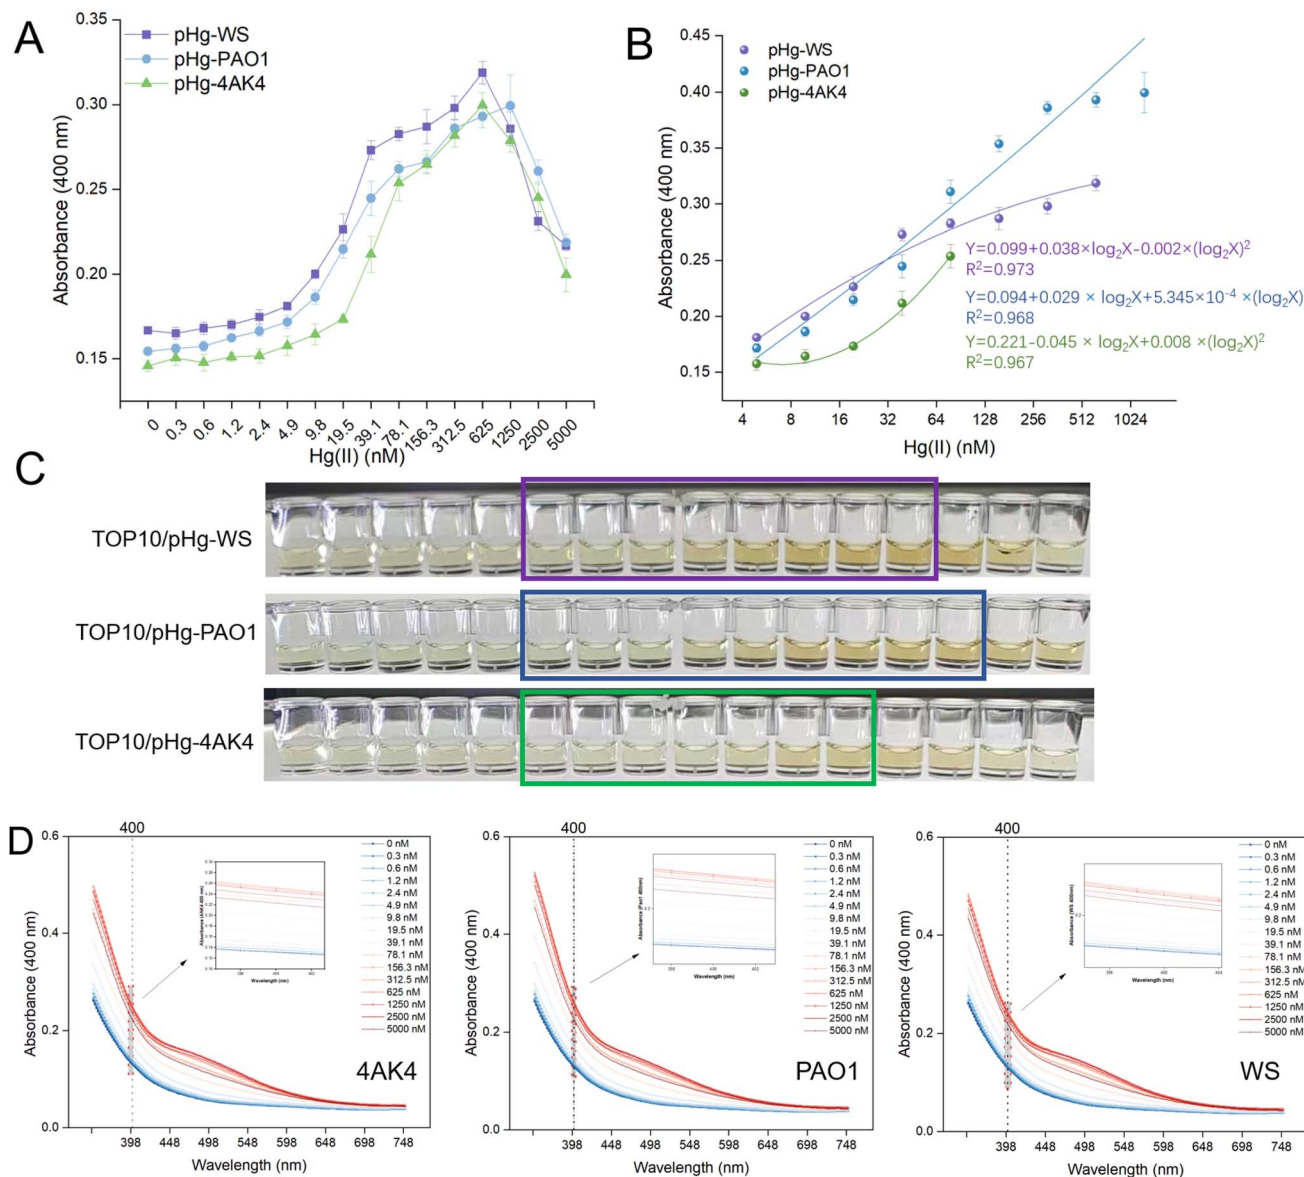 A
0.35
0.30
0.25
0.20
0.15
Absorbance (400 nm)
pHg-WS
pHg-PAO1
pHg-4AK4
0 0.3 0.6 1.2 2.4 4.9 9.8 19.5 39.1 78.1 156.3 312.5 625 1250 2500 5000
Hg(II) (nM)
B
0.45
0.40
0.35
0.30
0.25
0.20
0.15
Absorbance (400 nm)
pHg-WS
pHg-PAO1
pHg-4AK4
Y=0.099+0.038×log₂X-0.002×(log₂X)²
R²=0.973
Y=0.094+0.029 × log₂X+5.345×10⁻⁴ ×(log₂X)
R²=0.968
Y=0.221-0.045 × log₂X+0.008 ×(log₂X)²
R²=0.967
4 8 16 32 64 128 256 512 1024
Hg(II) (nM)
C
TOP10/pHg-WS
TOP10/pHg-PAO1
TOP10/pHg-4AK4
D
400
0.6
0.4
0.2
0.0
Absorbance (400 nm)
0 nM
0.3 nM
0.6 nM
1.2 nM
2.4 nM
4.9 nM
9.8 nM
19.5 nM
39.1 nM
78.1 nM
156.3 nM
312.5 nM
625 nM
1250 nM
2500 nM
5000 nM
Absorbance (4AK4 400 nm)
Wavelength (nm)
4AK4
398 448 498 548 598 648 698 748
Wavelength (nm)
400
0.6
0.4
0.2
0.0
Absorbance (400 nm)
0 nM
0.3 nM
0.6 nM
1.2 nM
2.4 nM
4.9 nM
9.8 nM
19.5 nM
39.1 nM
78.1 nM
156.3 nM
312.5 nM
625 nM
1250 nM
2500 nM
5000 nM
Absorbance (Pao1 400nm)
Wavelength (nm)
PAO1
398 448 498 548 598 648 698 748
Wavelength (nm)
400
0.6
0.4
0.2
0.0
Absorbance (400 nm)
0 nM
0.3 nM
0.6 nM
1.2 nM
2.4 nM
4.9 nM
9.8 nM
19.5 nM
39.1 nM
78.1 nM
156.3 nM
312.5 nM
625 nM
1250 nM
2500 nM
5000 nM
Absorbance (WS 400nm)
Wavelength (nm)
WS
398 448 498 548 598 648 698 748
Wavelength (nm)